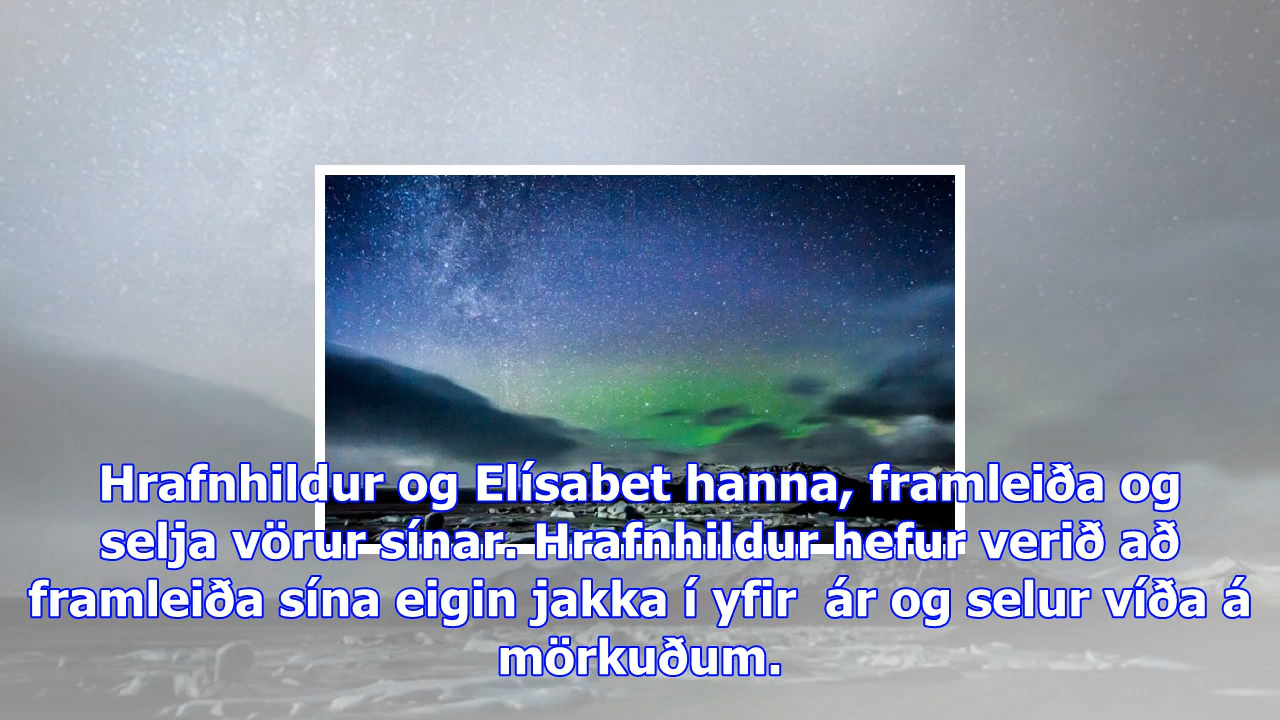 Hrafnhildur og Elísabet hanna, framleiða og
selja vörur sínar. Hrafnhildur hefur verið að
framleiða sína eigin jakka í yfir  ár og selur víða á
mörkuðum.